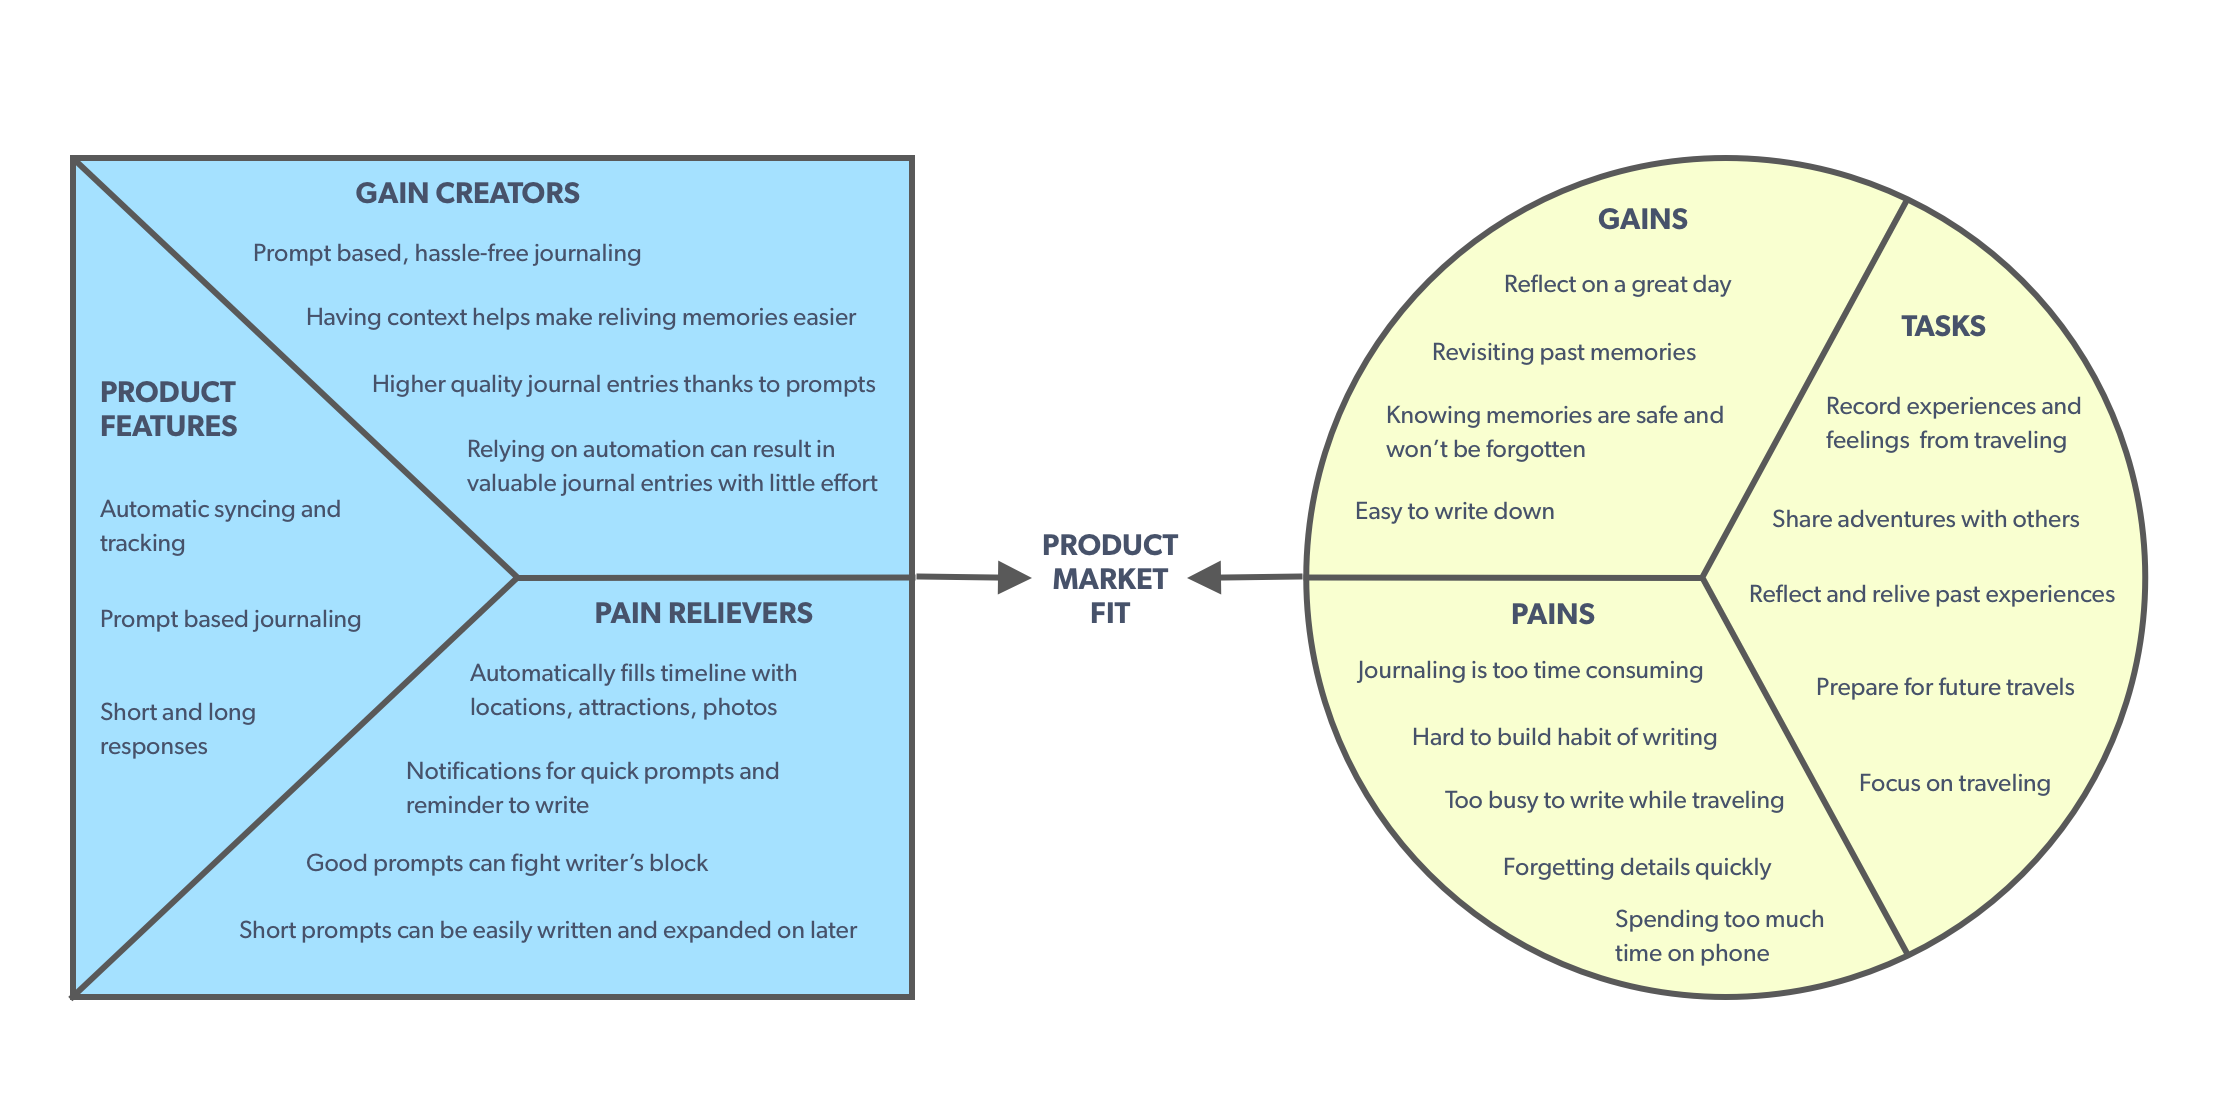 GAIN CREATORS
Prompt based, hassle-free journaling
Having context helps make reliving memories easier
Higher quality journal entries thanks to prompts
Relying on automation can result in
valuable journal entries with little effort
PRODUCT
FEATURES
Automatic syncing and
tracking
Prompt based journaling
Short and long
responses
PAIN RELIEVERS
Automatically fills timeline with
locations, attractions, photos
Notifications for quick prompts and
reminder to write
Good prompts can fight writer’s block
Short prompts can be easily written and expanded on later
PRODUCT
MARKET
FIT
GAINS
Reflect on a great day
Revisiting past memories
Knowing memories are safe and
won’t be forgotten
Easy to write down
TASKS
Record experiences and
feelings  from traveling
Share adventures with others
Reflect and relive past experiences
Prepare for future travels
Focus on traveling
PAINS
Journaling is too time consuming
Hard to build habit of writing
Too busy to write while traveling
Forgetting details quickly
Spending too much
time on phone